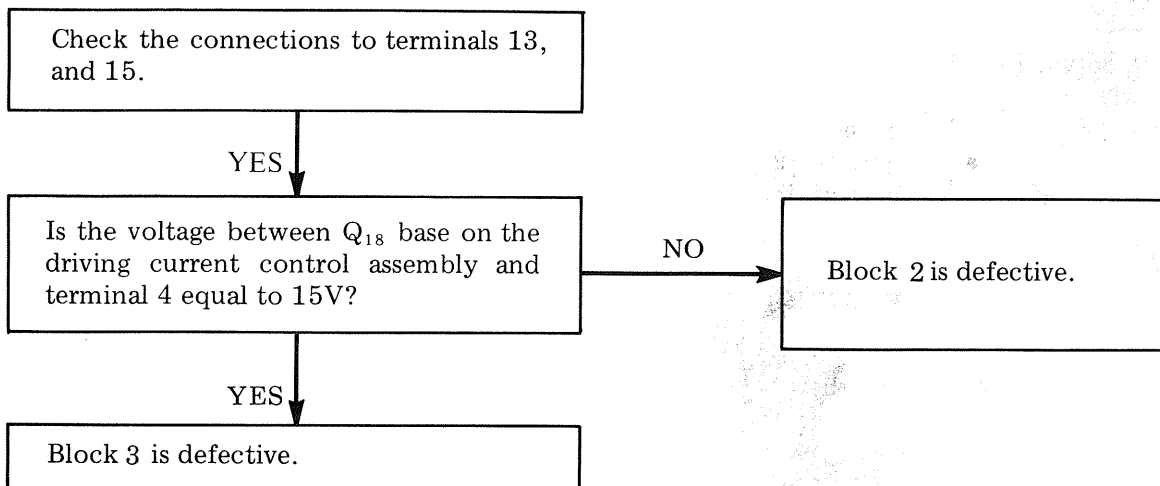 Check the connections to terminals 13,
and 15.
YES
Is the voltage between Q₁₈ base on the
driving current control assembly and
terminal 4 equal to 15V?
NO
Block 2 is defective.
YES
Block 3 is defective.